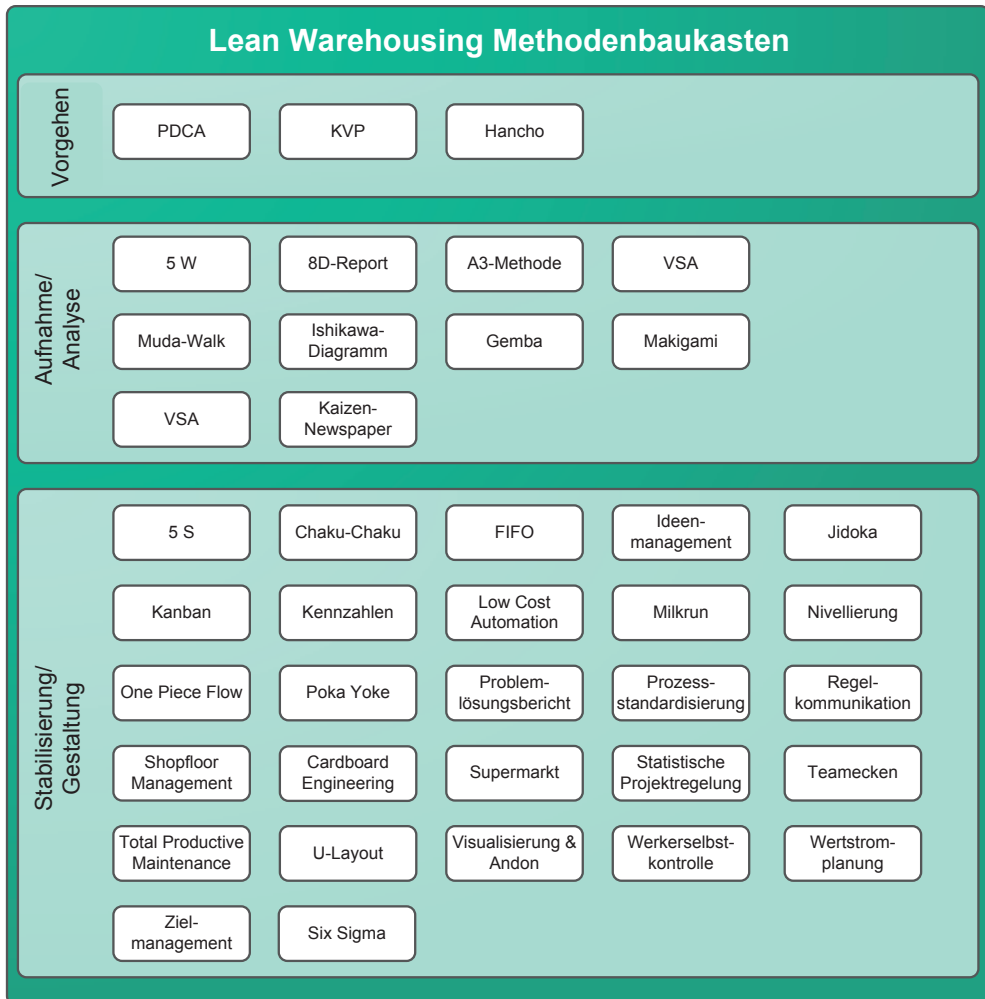 Lean Warehousing Methodenbaukasten
Vorgehen
PDCA
KVP
Hancho
Aufnahme/
Analyse
5 W
8D-Report
A3-Methode
VSA
Muda-Walk
Ishikawa-
Diagramm
Gemba
Makigami
VSA
Kaizen-
Newspaper
Stabilisierung/
Gestaltung
5 S
Chaku-Chaku
FIFO
Ideen-
management
Jidoka
Kanban
Kennzahlen
Low Cost
Automation
Milkrun
Nivellierung
One Piece Flow
Poka Yoke
Problem-
lösungsbericht
Prozess-
standardisierung
Regel-
kommunikation
Shopfloor
Management
Cardboard
Engineering
Supermarkt
Statistische
Projektregelung
Teamecken
Total Productive
Maintenance
U-Layout
Visualisierung &
Andon
Werkerselbst-
kontrolle
Wertstrom-
planung
Ziel-
management
Six Sigma